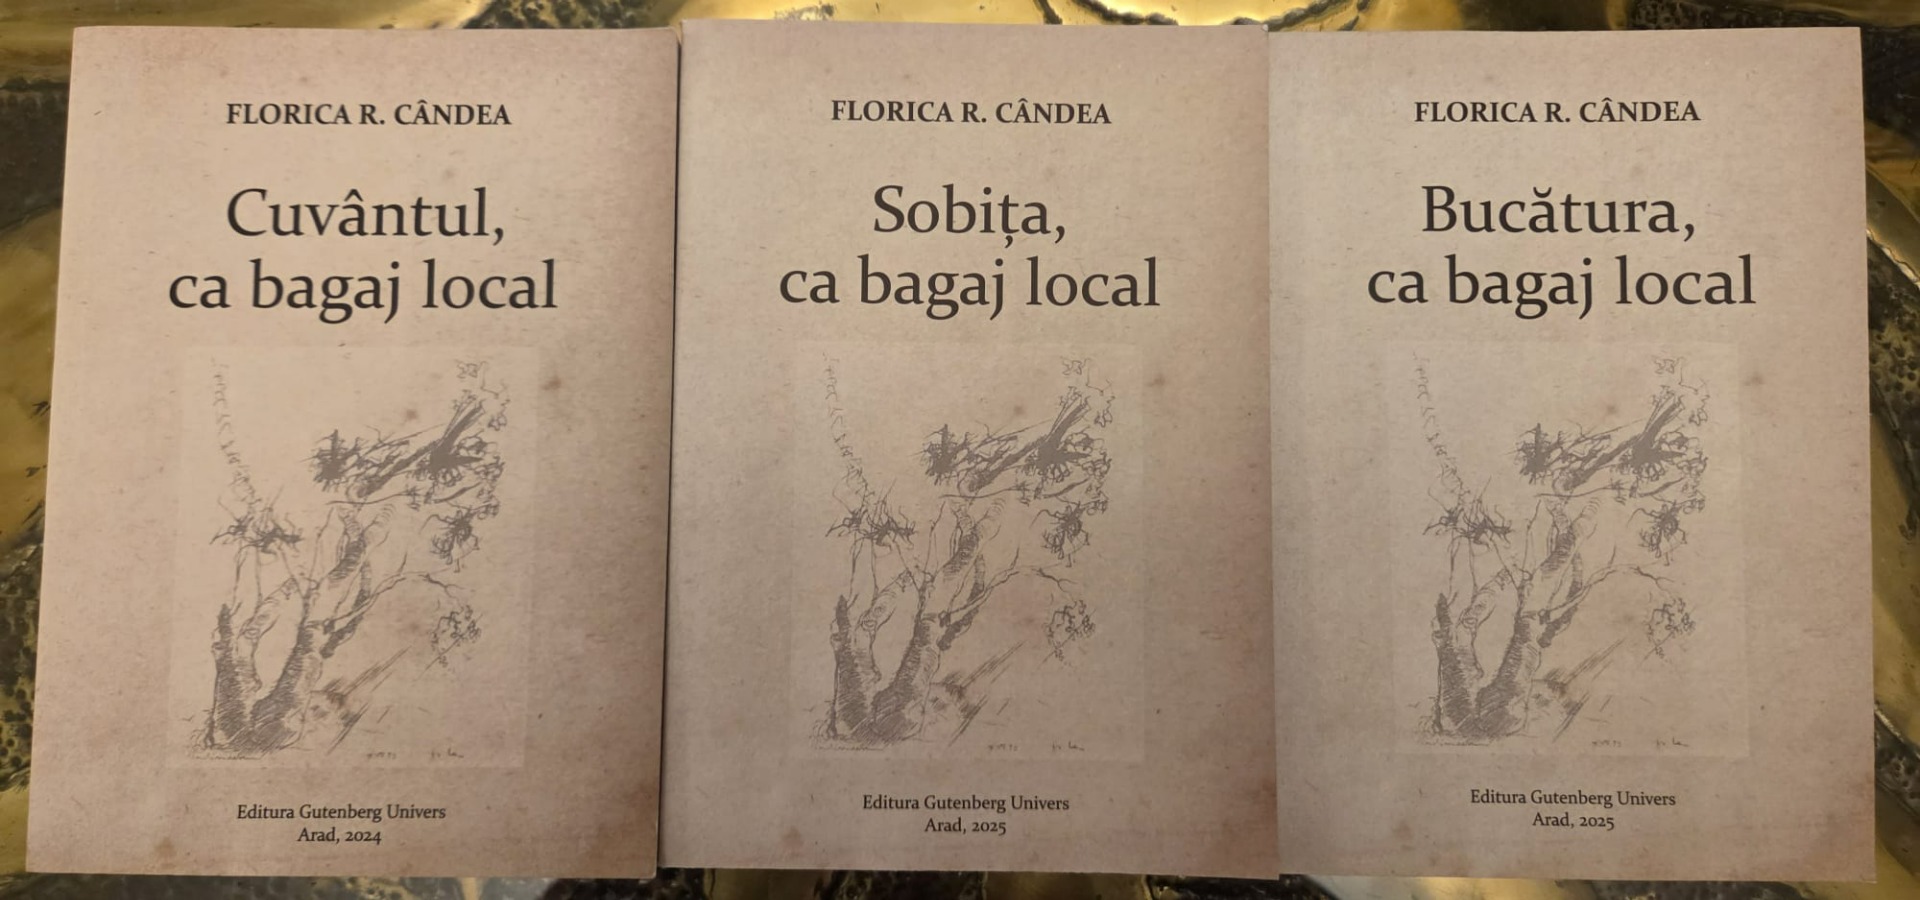 FLORICA R. CÂNDEA
Cuvântul,
ca bagaj local
Editura Gutenberg Univers
Arad, 2024
FLORICA R. CÂNDEA
Sobița,
ca bagaj local
Editura Gutenberg Univers
Arad, 2025
FLORICA R. CÂNDEA
Bucătura,
ca bagaj local
Editura Gutenberg Univers
Arad, 2025